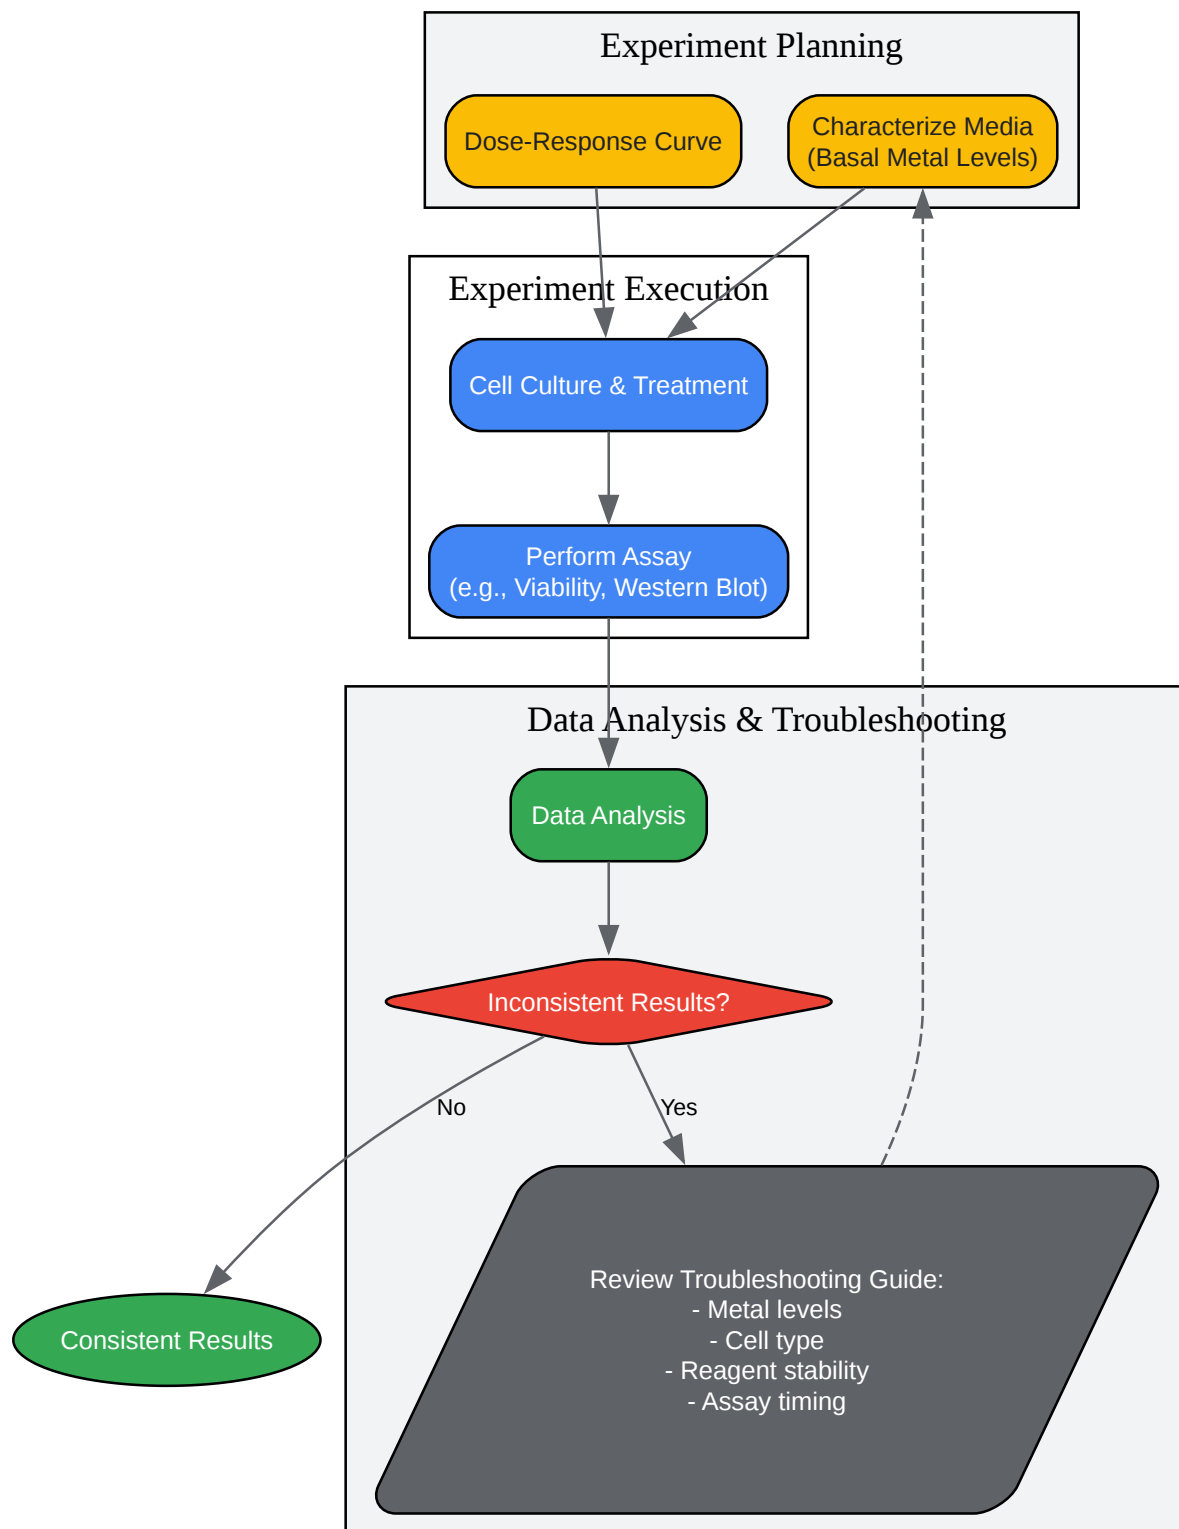 Experiment Planning
Dose-Response Curve
Characterize Media
(Basal Metal Levels)
Experiment Execution
Cell Culture & Treatment
Perform Assay
(e.g., Viability, Western Blot)
Data Analysis & Troubleshooting
Data Analysis
Inconsistent Results?
No
Yes
Review Troubleshooting Guide:
- Metal levels
- Cell type
- Reagent stability
- Assay timing
Consistent Results